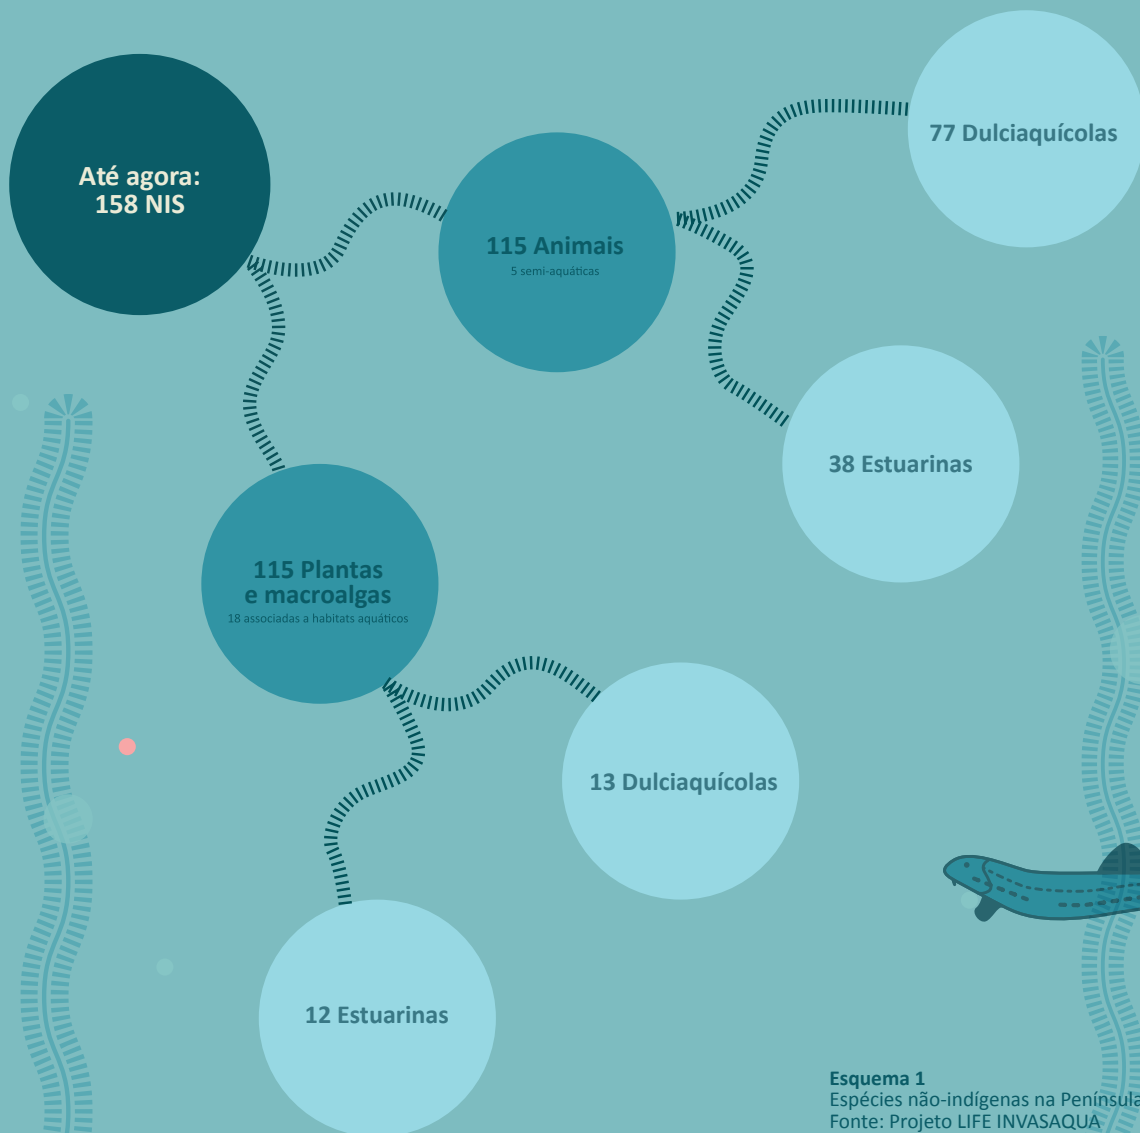 Até agora:
158 NIS
77 Dulciaquícolas
115 Animais
5 semi-aquáticas
38 Estuarinas
115 Plantas
e macroalgas
18 associadas a habitats aquáticos
13 Dulciaquícolas
12 Estuarinas
Esquema 1
Espécies não-indígenas na Península
Fonte: Projeto LIFE INVASAQUA